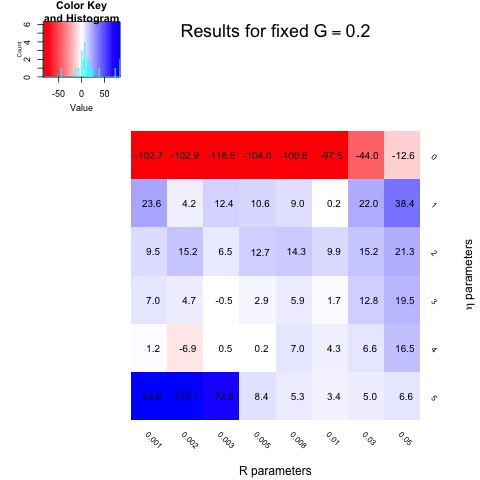 Color Key
and Histogram
Count
0 2 4 6
-50 0 50
Value
Results for fixed G = 0.2
-102.7 -102.9 -118.5 -104.0 -100.6 -97.5 -44.0 -12.6 0
23.6 4.2 12.4 10.6 9.0 0.2 22.0 38.4 1
9.5 15.2 6.5 12.7 14.3 9.9 15.2 21.3 2
7.0 4.7 -0.5 2.9 5.9 1.7 12.8 19.5 3
1.2 -6.9 0.5 0.2 7.0 4.3 6.6 16.5 4
8.4 5.3 3.4 5.0 6.6 5
0.001 0.002 0.003 0.005 0.008 0.01 0.03 0.05
R parameters
η parameters